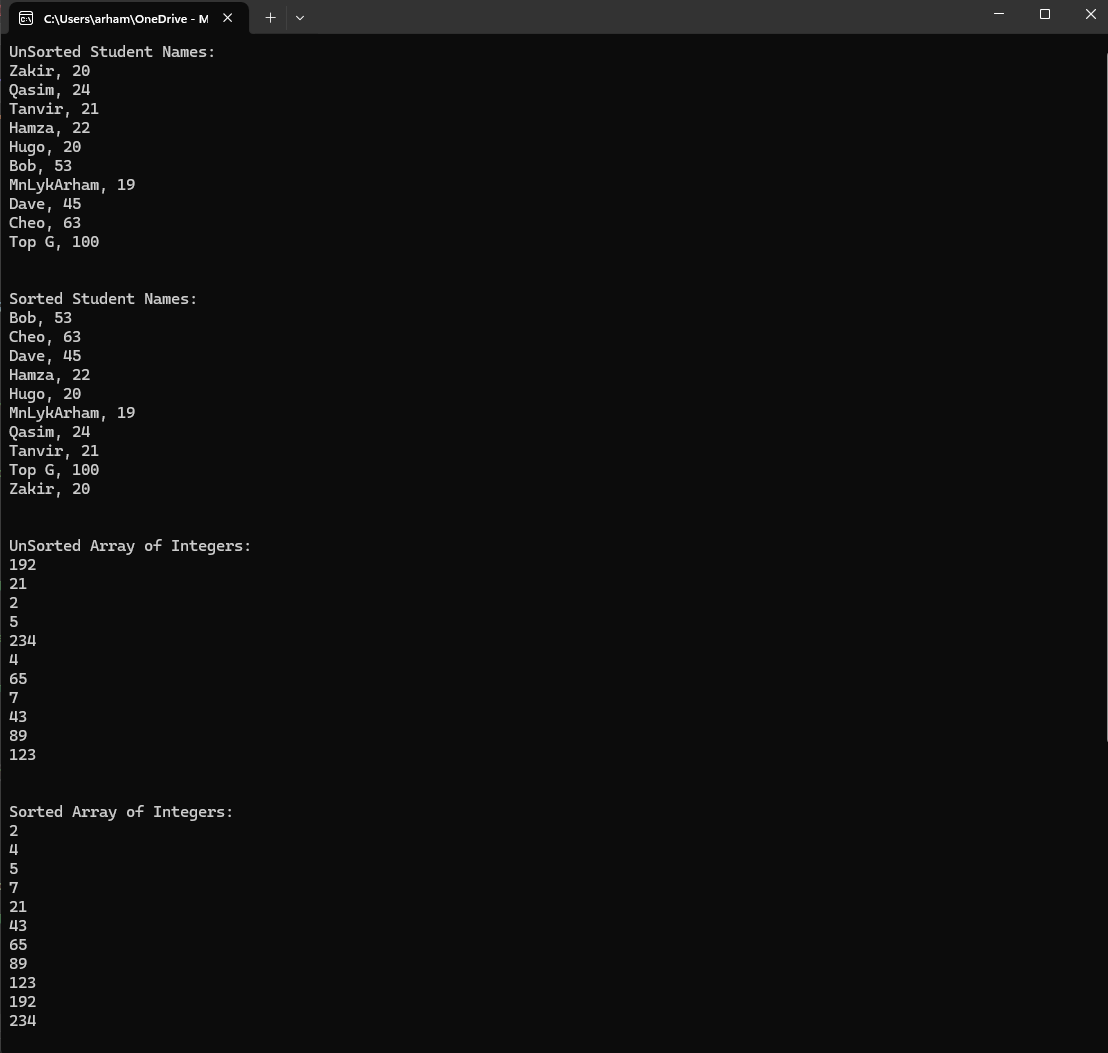 C:\Users\arham\OneDrive - M
UnSorted Student Names:
Zakir, 20
Qasim, 24
Tanvir, 21
Hamza, 22
Hugo, 20
Bob, 53
MnLykArham, 19
Dave, 45
Cheo, 63
Top G, 100
Sorted Student Names:
Bob, 53
Cheo, 63
Dave, 45
Hamza, 22
Hugo, 20
MnLykArham, 19
Qasim, 24
Tanvir, 21
Top G, 100
Zakir, 20
UnSorted Array of Integers:
192
21
2
5
234
4
65
7
43
89
123
Sorted Array of Integers:
2
4
5
7
21
43
65
89
123
192
234